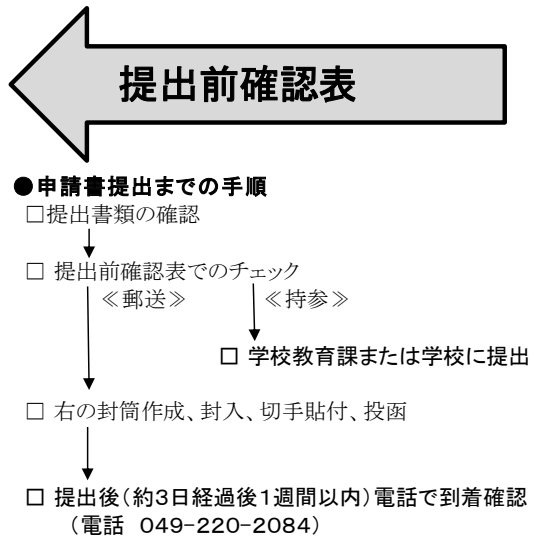 提出前確認表
●申請書提出までの手順
□提出書類の確認
□ 提出前確認表でのチェック
≪郵送≫ ≪持参≫
□ 学校教育課または学校に提出
□ 右の封筒作成、封入、切手貼付、投函
□ 提出後(約3日経過後1週間以内)電話で到着確認
(電話 049-220-2084)